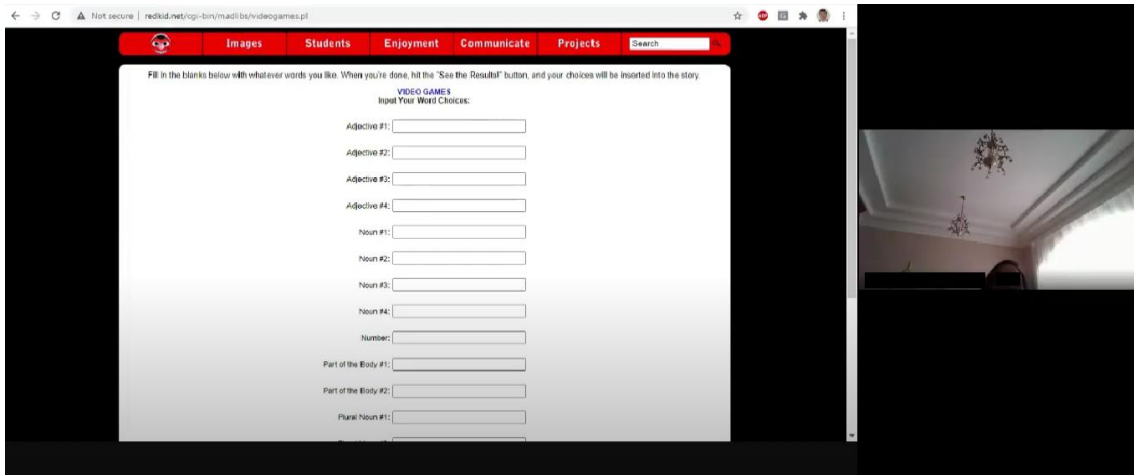 Not secure | redkid.net/cgi-bin/madlibs/videogames.pl
Images Students Enjoyment Communicate Projects Search
Fill in the blanks below with whatever words you like. When you're done, hit the "See the Results!" button, and your choices will be inserted into the story.
VIDEO GAMES
Input Your Word Choices:
Adjective #1:
Adjective #2:
Adjective #3:
Adjective #4:
Noun #1:
Noun #2:
Noun #3:
Noun #4:
Number:
Part of the Body #1:
Part of the Body #2:
Plural Noun #1: